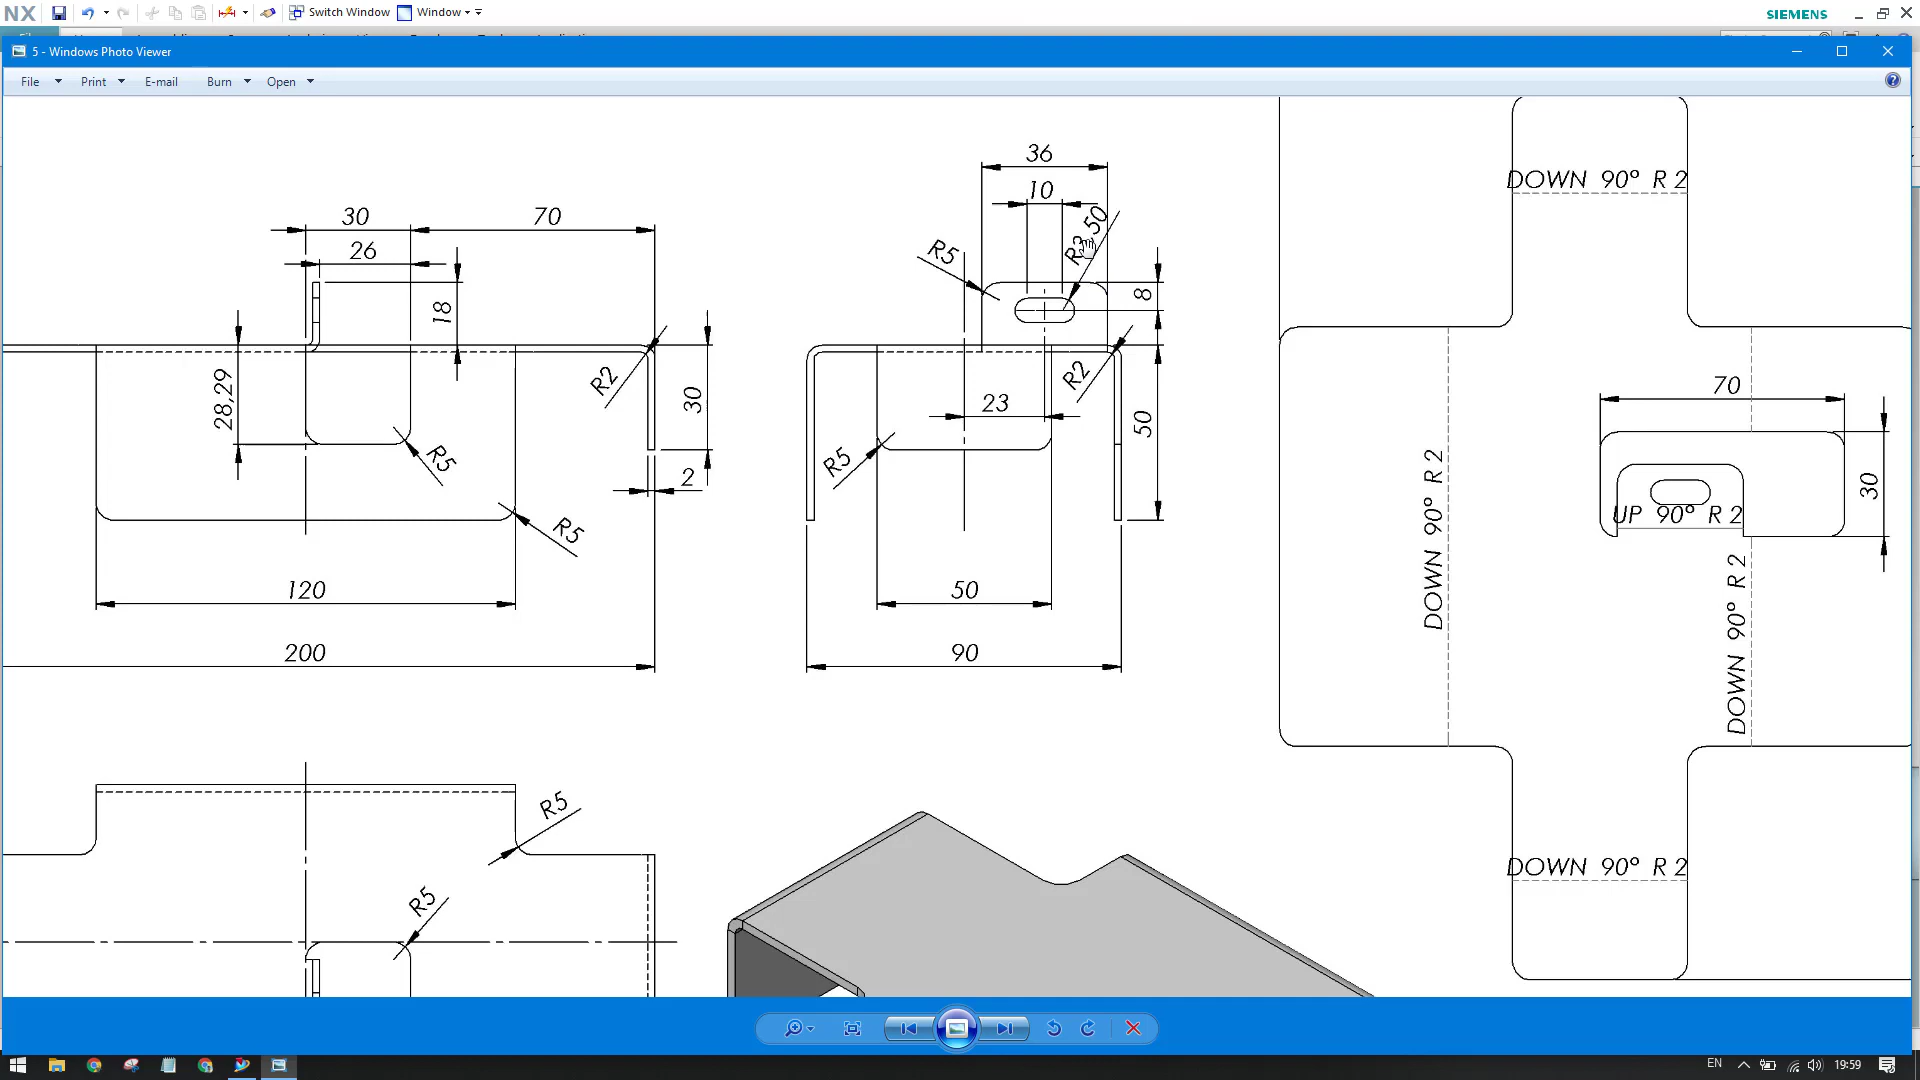 NX
Switch Window
Window
SIEMENS
5 - Windows Photo Viewer
File
Print
E-mail
Burn
Open
36
10
30
70
26
18
28,29
R5
R2
30
2
R5
120
200
R5
8
R2
23
50
R5
50
90
DOWN 90° R 2
70
30
UP 90° R 2
DOWN 90° R 2
DOWN 90° R 2
DOWN 90° R 2
R5
R5
EN
19:59